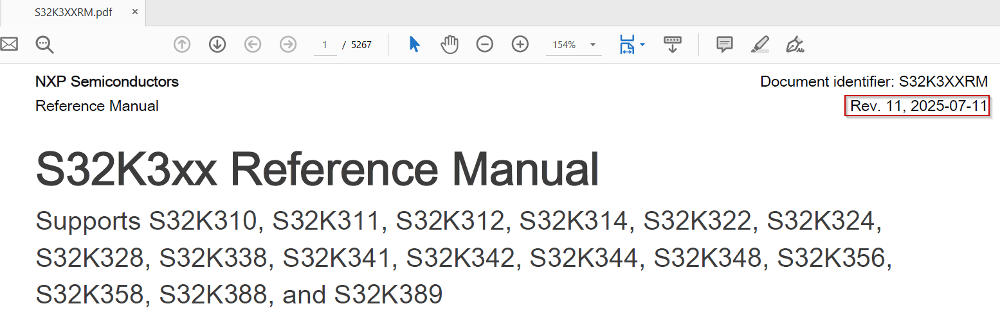 S32K3XXRM.pdf ×
1 / 5267 154%
NXP Semiconductors Document identifier: S32K3XXRM
Reference Manual Rev. 11, 2025-07-11
S32K3xx Reference Manual
Supports S32K310, S32K311, S32K312, S32K314, S32K322, S32K324,
S32K328, S32K338, S32K341, S32K342, S32K344, S32K348, S32K356,
S32K358, S32K388, and S32K389